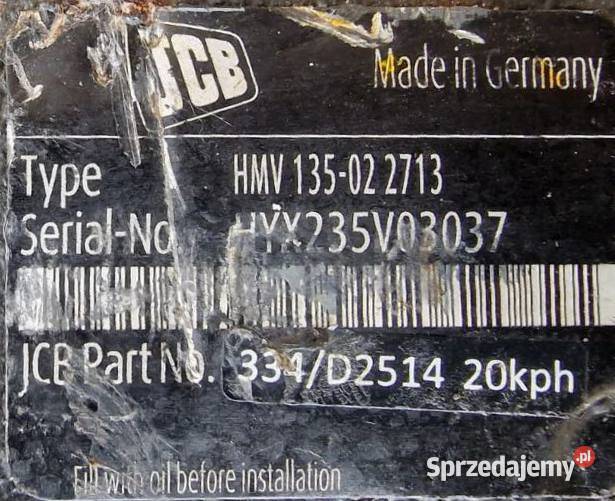 JCB
Made in Germany
Type HMV 135-02 2713
Serial-No. HYX235V03037
JCB Part No. 334/D2514 20kph
Fill with oil before installation
Sprzedajemy.pl